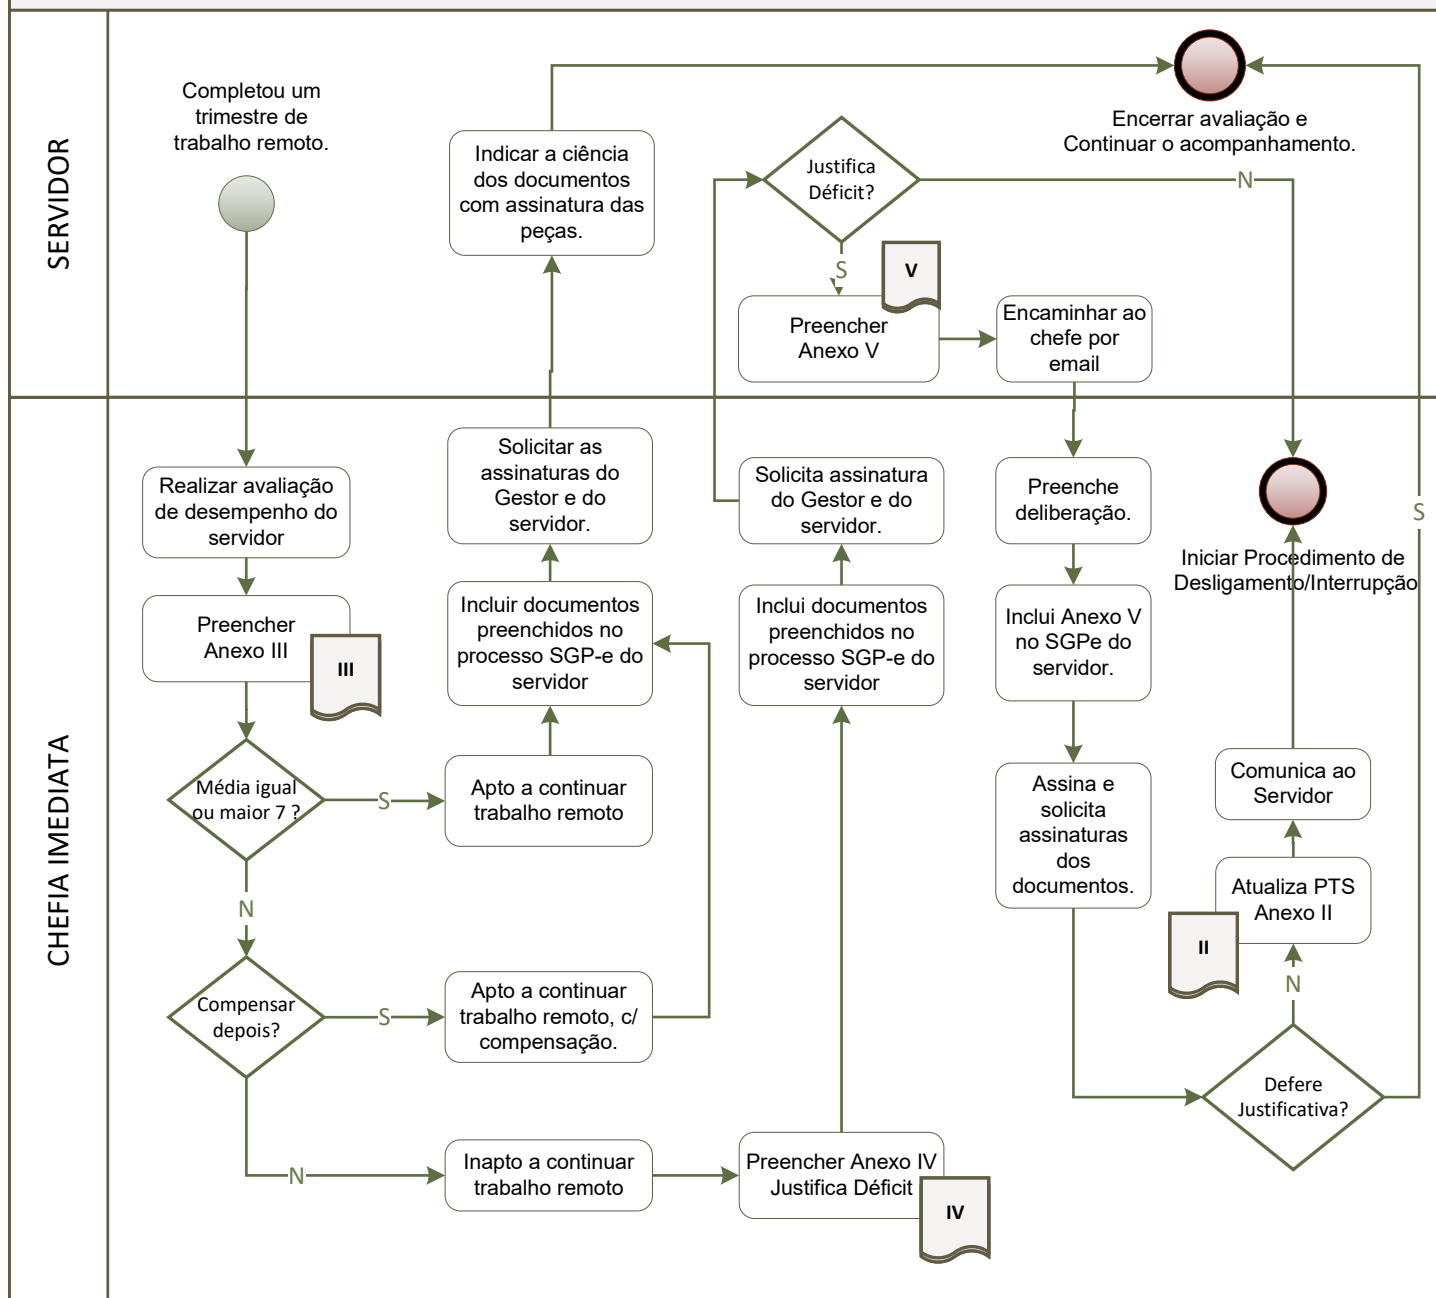 SERVIDOR
Completou um
trimestre de
trabalho remoto.
Indicar a ciência
dos documentos
com assinatura das
peças.
Justifica
Déficit?
N
S
V
Preencher
Anexo V
Encaminhar ao
chefe por
email
Encerrar avaliação e
Continuar o acompanhamento.
CHEFIA IMEDIATA
Realizar avaliação
de desempenho do
servidor
Preencher
Anexo III
III
Média igual
ou maior 7 ?
S
N
Compensar
depois?
S
N
Solicitar as
assinaturas do
Gestor e do
servidor.
Incluir documentos
preenchidos no
processo SGP-e do
servidor
Apto a continuar
trabalho remoto
Apto a continuar
trabalho remoto, c/
compensação.
Inapto a continuar
trabalho remoto
Solicita assinatura
do Gestor e do
servidor.
Inclui documentos
preenchidos no
processo SGP-e do
servidor
Preencher Anexo IV
Justifica Déficit
IV
Preenche
deliberação.
Inclui Anexo V
no SGPe do
servidor.
Assina e
solicita
assinaturas
dos
documentos.
Iniciar Procedimento de
Desligamento/Interrupção
Comunica ao
Servidor
Atualiza PTS
Anexo II
II
N
Defere
Justificativa?
S